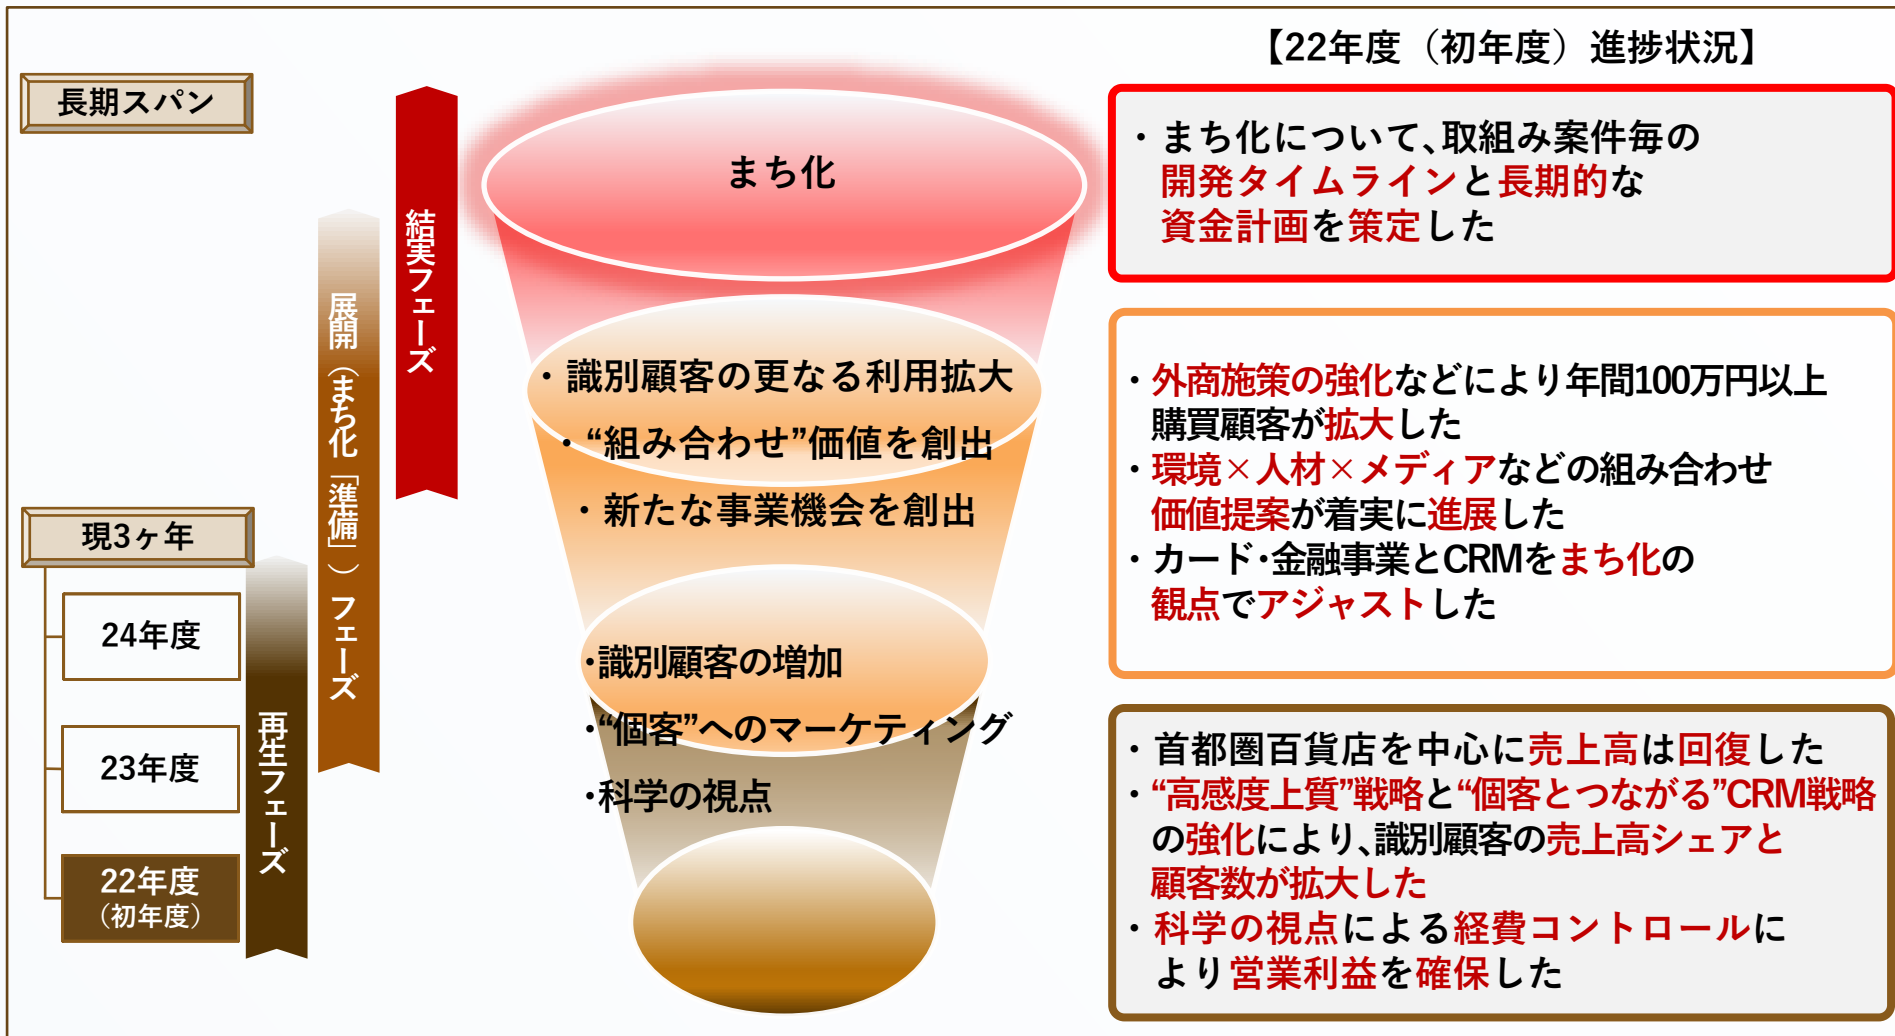 【22年度（初年度）進捗状況】
長期スパン
現3ヶ年
24年度
23年度
22年度
（初年度）
再生フェーズ
展開（まち化「準備」）フェーズ
結実フェーズ
まち化
・識別顧客の更なる利用拡大
・“組み合わせ”価値を創出
・新たな事業機会を創出
・識別顧客の増加
・“個客”へのマーケティング
・科学の視点
・まち化について、取組み案件毎の
開発タイムラインと長期的な
資金計画を策定した
・外商施策の強化などにより年間100万円以上
購買顧客が拡大した
・環境×人材×メディアなどの組み合わせ
価値提案が着実に進展した
・カード・金融事業とCRMをまち化の
観点でアジャストした
・首都圏百貨店を中心に売上高は回復した
・“高感度上質”戦略と“個客とつながる”CRM戦略
の強化により、識別顧客の売上高シェアと
顧客数が拡大した
・科学の視点による経費コントロールに
より営業利益を確保した